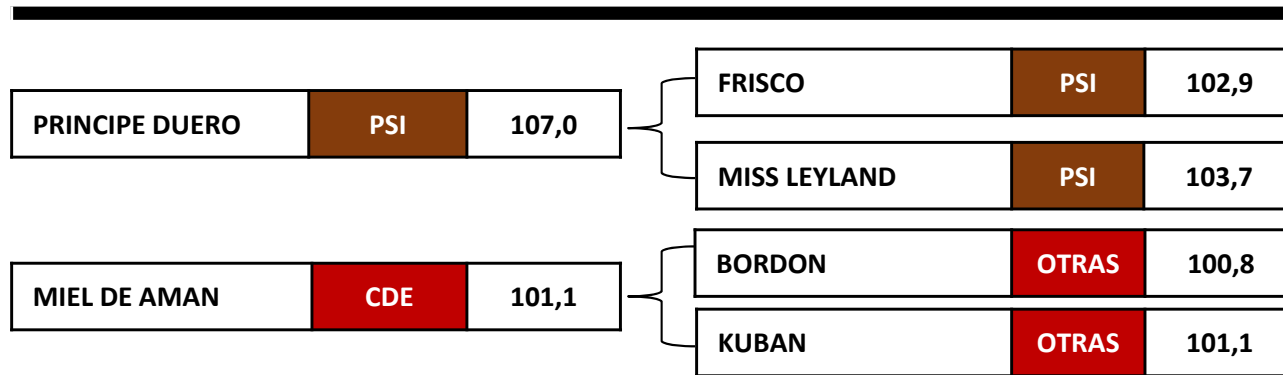 FRISCO PSI 102,9
PRINCIPE DUERO PSI 107,0
MISS LEYLAND PSI 103,7
BORDON OTRAS 100,8
MIEL DE AMAN CDE 101,1
KUBAN OTRAS 101,1